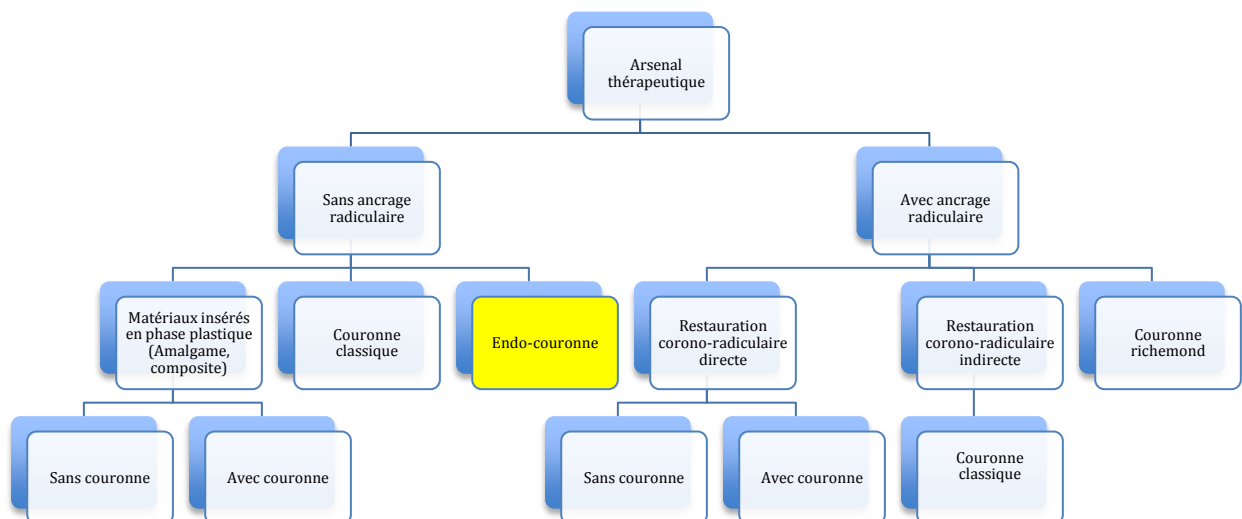 Arsenal
thérapeutique
Sans ancrage
radiculaire
Avec ancrage
radiculaire
Matériaux insérés
en phase plastique
(Amalgame,
composite)
Couronne
classique
Endo-couronne
Restauration
corono-radiculaire
directe
Restauration
corono-radiculaire
indirecte
Couronne
richemond
Sans couronne
Avec couronne
Sans couronne
Avec couronne
Couronne
classique